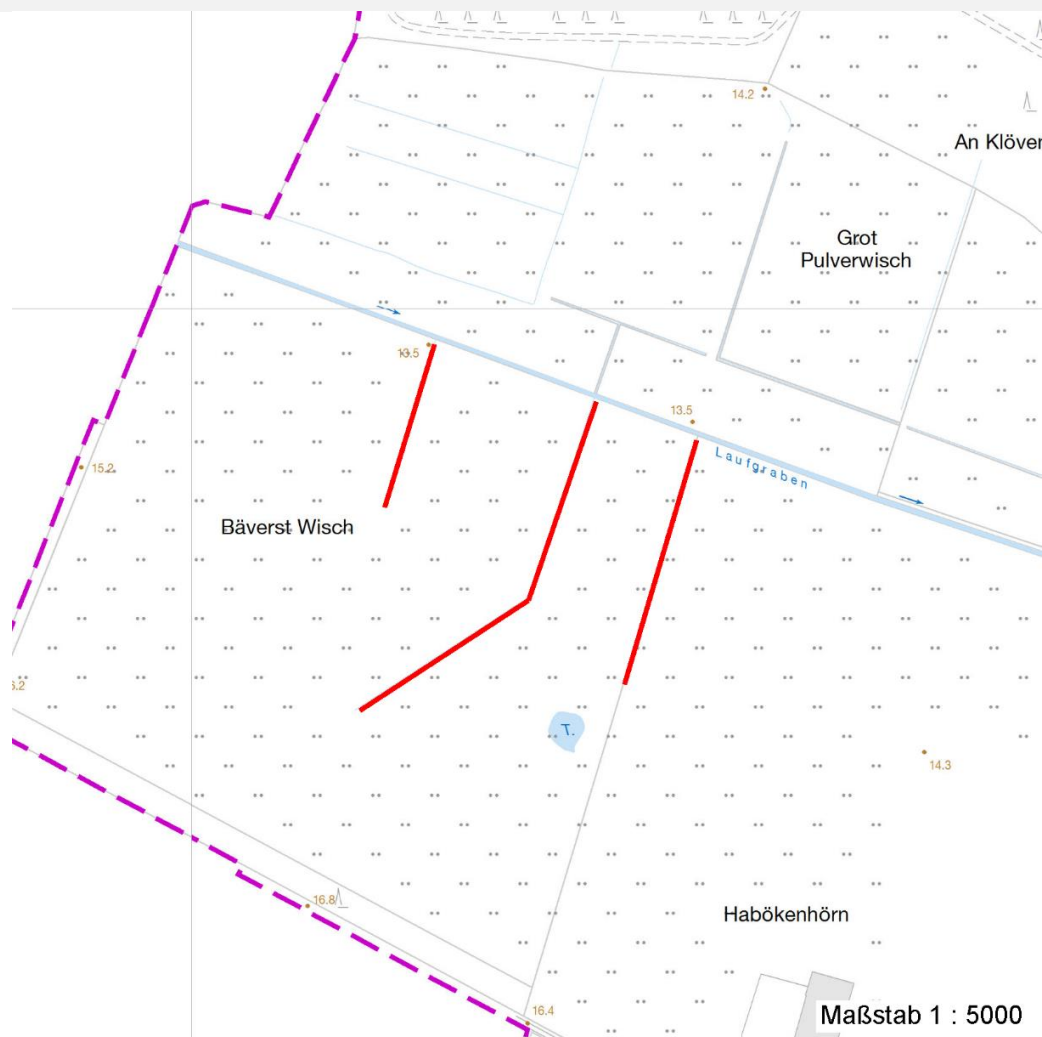 14.2
An Klöver
Grot
Pulverwisch
13.5
13.5
Laufgraben
15.2
Bäverst Wisch
T.
14.3
16.8
Habökenhörn
16.4
Maßstab 1 : 5000